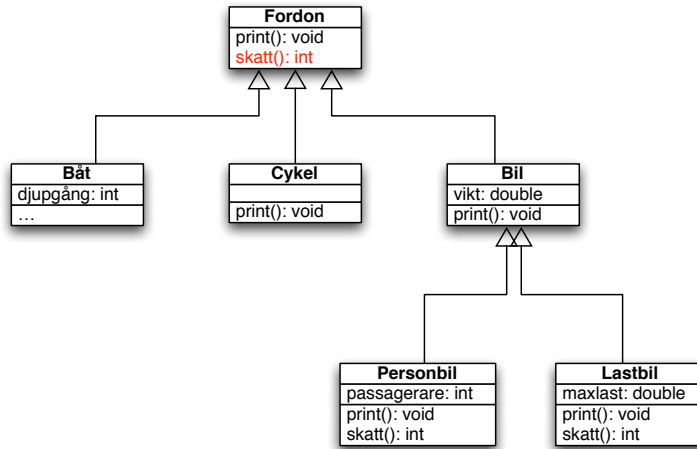 Fordon
print(): void
skatt(): int
Båt
djupgång: int
…
Cykel
print(): void
Bil
vikt: double
print(): void
Personbil
passagerare: int
print(): void
skatt(): int
Lastbil
maxlast: double
print(): void
skatt(): int